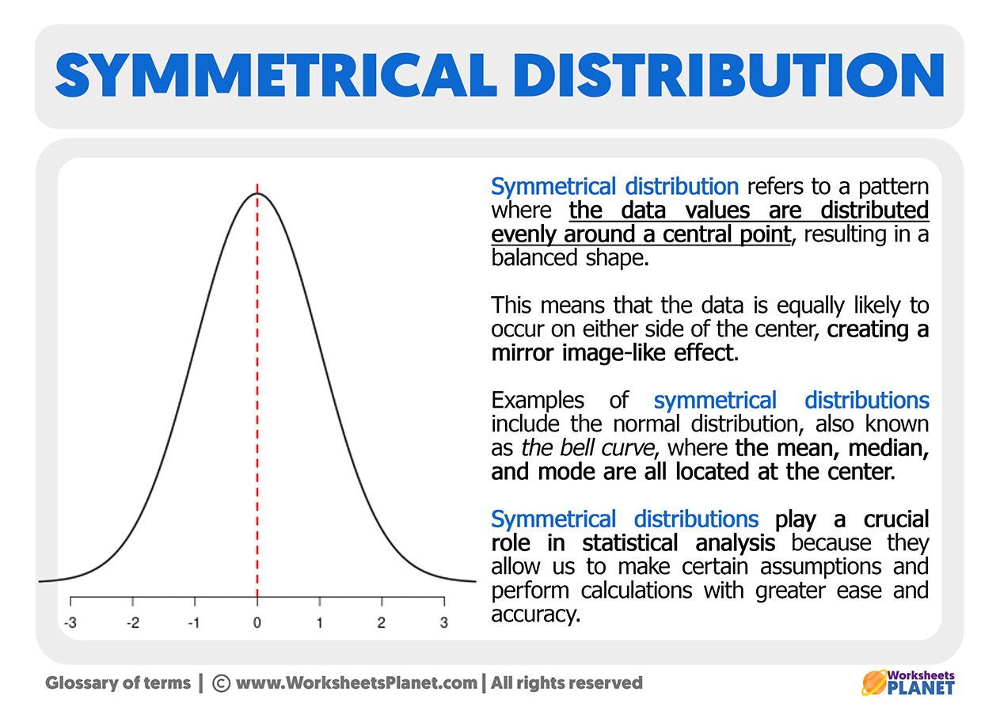 SYMMETRICAL DISTRIBUTION
Symmetrical distribution refers to a pattern
where the data values are distributed
evenly around a central point, resulting in a
balanced shape.
This means that the data is equally likely to
occur on either side of the center, creating a
mirror image-like effect.
Examples of symmetrical distributions
include the normal distribution, also known
as the bell curve, where the mean, median,
and mode are all located at the center.
Symmetrical distributions play a crucial
role in statistical analysis because they
allow us to make certain assumptions and
perform calculations with greater ease and
accuracy.
-3 -2 -1 0 1 2 3
Glossary of terms | © www.WorksheetsPlanet.com | All rights reserved
Worksheets
PLANET